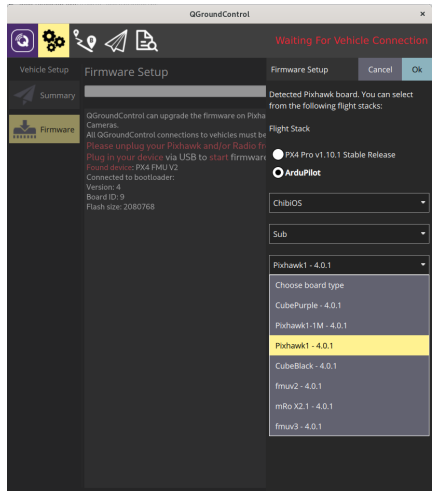 QGroundControl
Waiting For Vehicle Connection
Vehicle Setup
Summary
Firmware
Firmware Setup
QGroundControl can upgrade the firmware on Pixha
Cameras.
All QGroundControl connections to vehicles must be
Please unplug your Pixhawk and/or Radio fr
Plug in your device via USB to start firmware
Found device: PX4 FMU V2
Connected to bootloader:
Version: 4
Board ID: 9
Flash size: 2080768
Firmware Setup Cancel Ok
Detected Pixhawk board. You can select
from the following flight stacks:
Flight Stack
PX4 Pro v1.10.1 Stable Release
ArduPilot
ChibiOS
Sub
Pixhawk1 - 4.0.1
Choose board type
CubePurple - 4.0.1
Pixhawk1-1M - 4.0.1
Pixhawk1 - 4.0.1
CubeBlack - 4.0.1
fmuv2 - 4.0.1
mRo X2.1 - 4.0.1
fmuv3 - 4.0.1